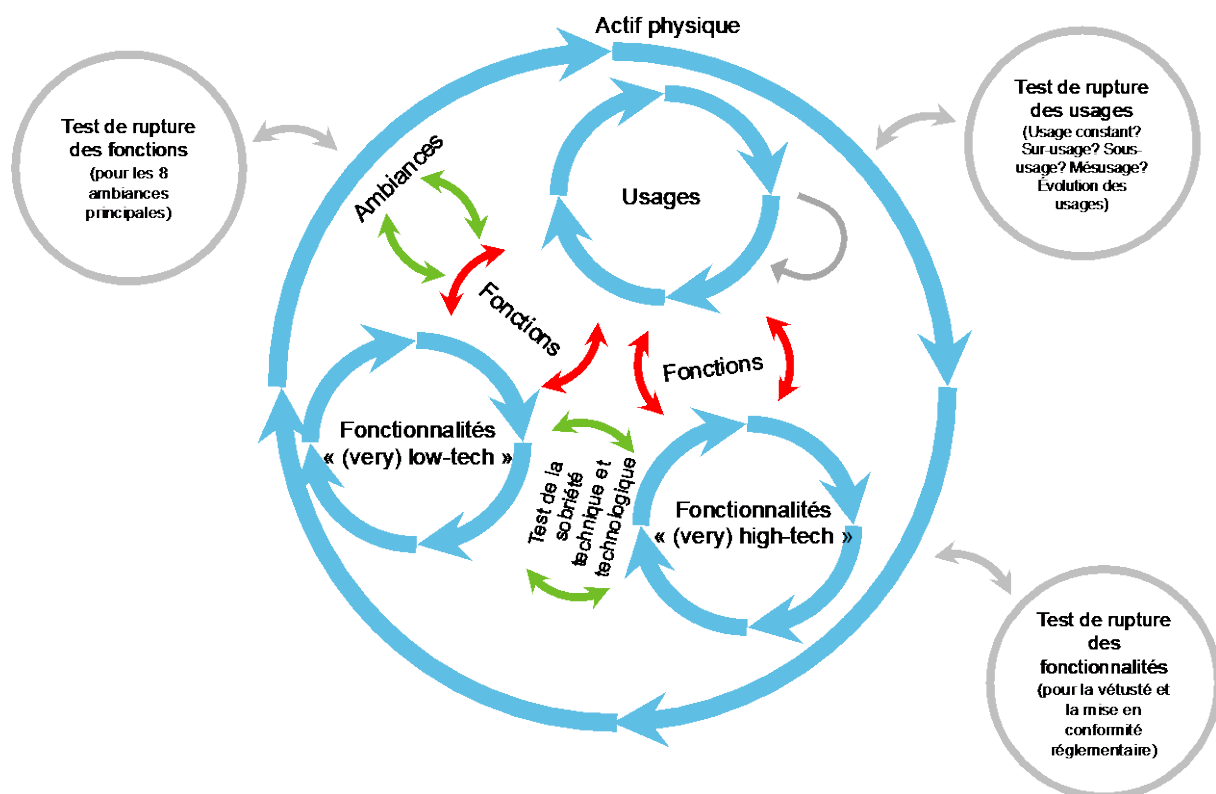 Actif physique
Test de rupture
des fonctions
(pour les 8
ambiances
principales)
Test de rupture
des usages
(Usage constant?
Sur-usage? Sous-
usage? Mésusage?
Évolution des
usages)
Ambiances
Usages
Fonctions
Fonctions
Fonctionnalités
« (very) low-tech »
Test de la
sobriété
technique et
technologique
Fonctionnalités
« (very) high-tech »
Test de rupture
des
fonctionnalités
(pour la vétusté et
la mise en
conformité
réglementaire)